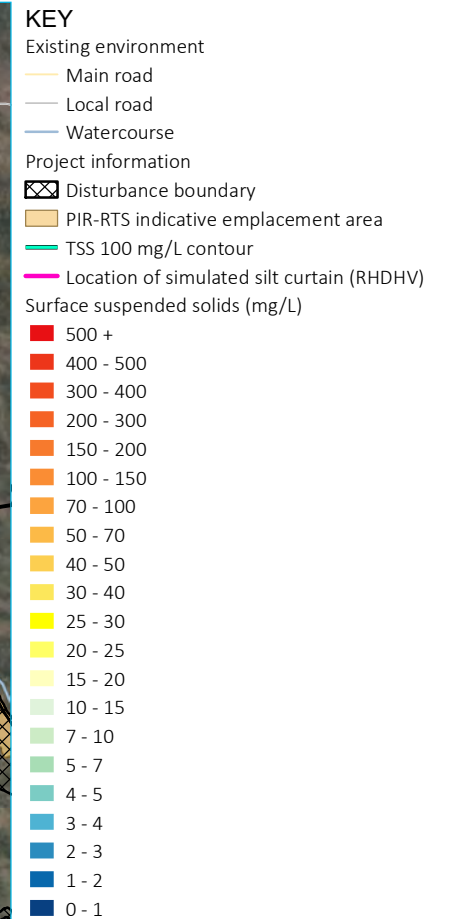 KEY
Existing environment
Main road
Local road
Watercourse
Project information
Disturbance boundary
PIR-RTS indicative emplacement area
TSS 100 mg/L contour
Location of simulated silt curtain (RHDHV)
Surface suspended solids (mg/L)
500 +
400 - 500
300 - 400
200 - 300
150 - 200
100 - 150
70 - 100
50 - 70
40 - 50
30 - 40
25 - 30
20 - 25
15 - 20
10 - 15
7 - 10
5 - 7
4 - 5
3 - 4
2 - 3
1 - 2
0 - 1